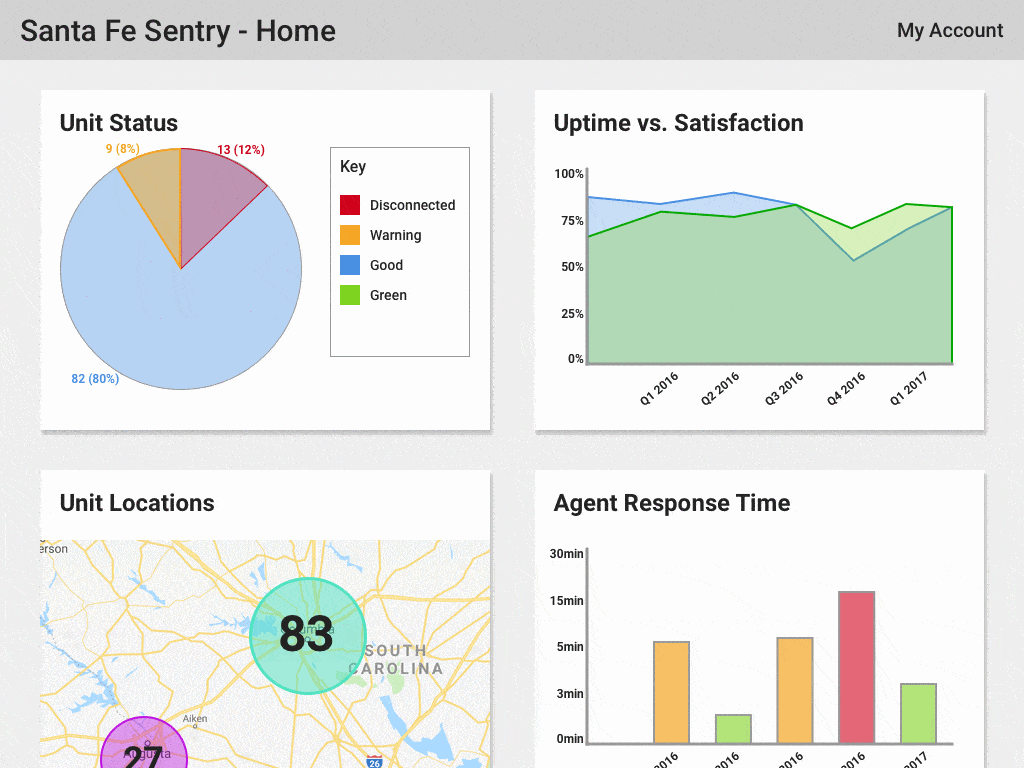 Santa Fe Sentry - Home
My Account
Unit Status
9 (8%)
13 (12%)
82 (80%)
Key
Disconnected
Warning
Good
Green
Uptime vs. Satisfaction
100%
75%
50%
25%
0%
Q1 2016
Q2 2016
Q3 2016
Q4 2016
Q1 2017
Unit Locations
erson
83
SOUTH
CAROLINA
Aiken
27
Augusta
26
Agent Response Time
30min
15min
5min
3min
0min
2016
2016
2016
2016
2017